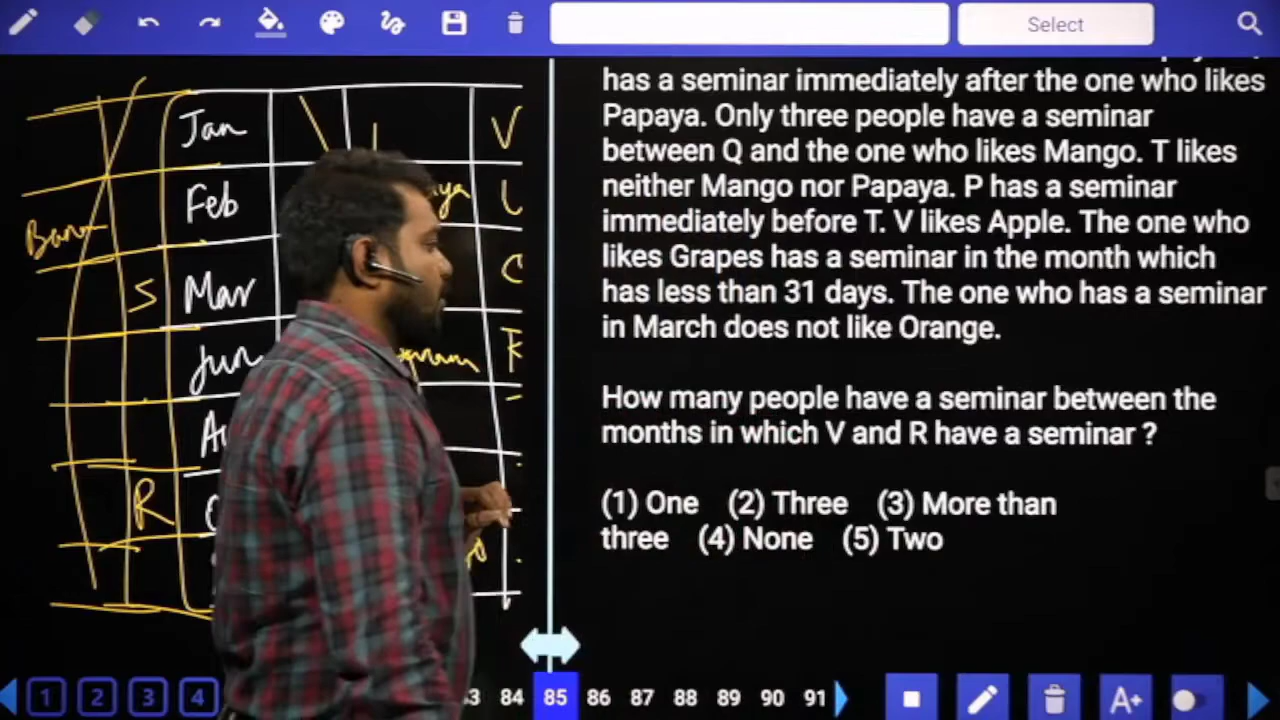 Select
has a seminar immediately after the one who likes
Papaya. Only three people have a seminar
between Q and the one who likes Mango. T likes
neither Mango nor Papaya. P has a seminar
immediately before T. V likes Apple. The one who
likes Grapes has a seminar in the month which
has less than 31 days. The one who has a seminar
in March does not like Orange.
How many people have a seminar between the
months in which V and R have a seminar ?
(1) One (2) Three (3) More than
three (4) None (5) Two
Jan V
Feb
Bana
S Mar
Jun
R
1 2 3 4 84 85 86 87 88 89 90 91
A+